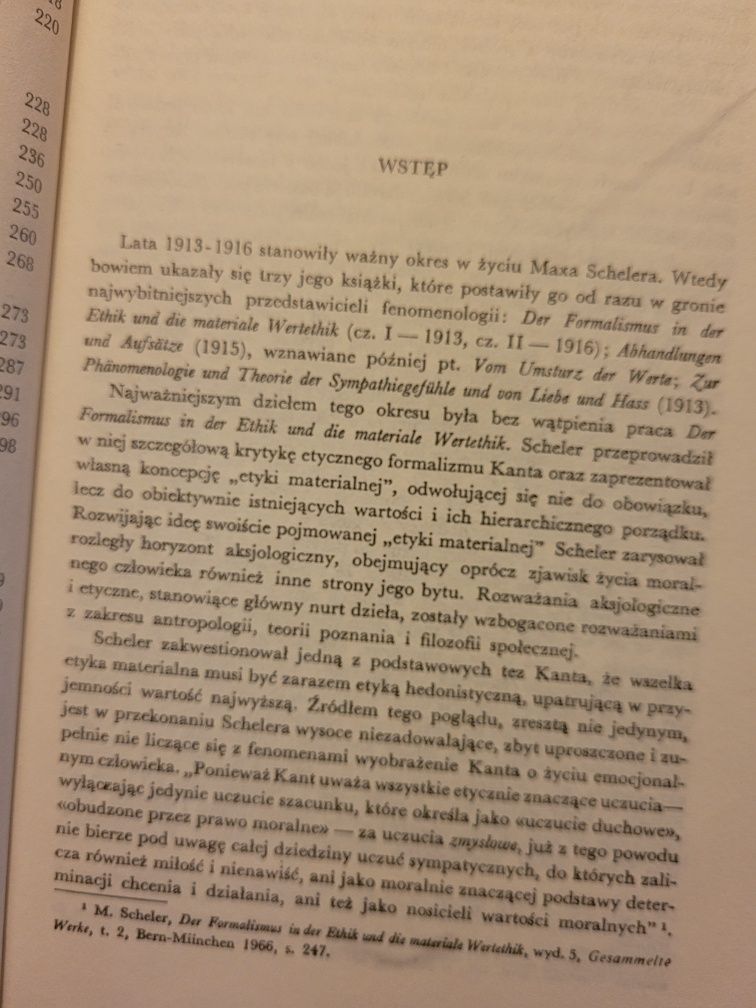 18
220
228
228
236
250
255
260
268
273
273
287
291
296
298
9
WSTĘP
Lata 1913-1916 stanowiły ważny okres w życiu Maxa Schelera. Wtedy
bowiem ukazały się trzy jego książki, które postawiły go od razu w gronie
najwybitniejszych przedstawicieli fenomenologii: Der Formalismus in der
Ethik und die materiale Wertethik (cz. I — 1913, cz. II — 1916); Abhandlungen
und Aufsätze (1915), wznawiane później pt. Vom Umsturz der Werte; Zur
Phänomenologie und Theorie der Sympathiegefühle und von Liebe und Hass (1913).
Najważniejszym dziełem tego okresu była bez wątpienia praca Der
Formalismus in der Ethik und die materiale Wertethik. Scheler przeprowadził
w niej szczegółową krytykę etycznego formalizmu Kanta oraz zaprezentował
własną koncepcję „etyki materialnej”, odwołującej się nie do obowiązku,
lecz do obiektywnie istniejących wartości i ich hierarchicznego porządku.
Rozwijając ideę swoiście pojmowanej „etyki materialnej” Scheler zarysował
rozległy horyzont aksjologiczny, obejmujący oprócz zjawisk życia moral-
nego człowieka również inne strony jego bytu. Rozważania aksjologiczne
i etyczne, stanowiące główny nurt dzieła, zostały wzbogacone rozważaniami
z zakresu antropologii, teorii poznania i filozofii społecznej.
Scheler zakwestionował jedną z podstawowych tez Kanta, że wszelka
etyka materialna musi być zarazem etyką hedonistyczną, upatrującą w przy-
jemności wartość najwyższą. Źródłem tego poglądu, zresztą nie jedynym,
jest w przekonaniu Schelera wysoce niezadowalające, zbyt uproszczone i zu-
pełnie nie liczące się z fenomenami wyobrażenie Kanta o życiu emocjonal-
nym człowieka. „Ponieważ Kant uważa wszystkie etycznie znaczące uczucia—
wyłączając jedynie uczucie szacunku, które określa jako «uczucie duchowe»,
«obudzone przez prawo moralne» — za uczucia zmysłowe, już z tego powodu
nie bierze pod uwagę całej dziedziny uczuć sympatycznych, do których zali-
cza również miłość i nienawiść, ani jako moralnie znaczącej podstawy deter-
minacji chcenia i działania, ani też jako nosicieli wartości moralnych” ¹.
¹ M. Scheler, Der Formalismus in der Ethik und die materiale Wertethik, wyd. 5, Gesammelte
Werke, t. 2, Bern-München 1966, s. 247.